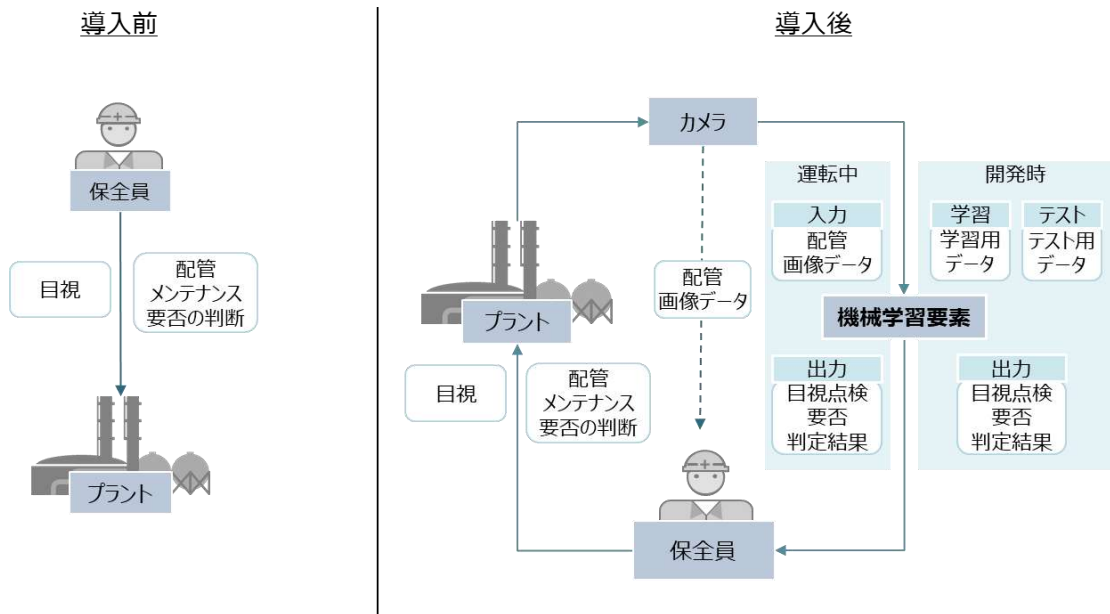 導入前
保全員
目視
配管
メンテナンス
要否の判断
プラント
導入後
カメラ
運転中
入力
配管
画像データ
開発時
学習
学習用
データ
テスト
テスト用
データ
配管
画像データ
プラント
機械学習要素
目視
配管
メンテナンス
要否の判断
出力
目視点検
要否
判定結果
出力
目視点検
要否
判定結果
保全員